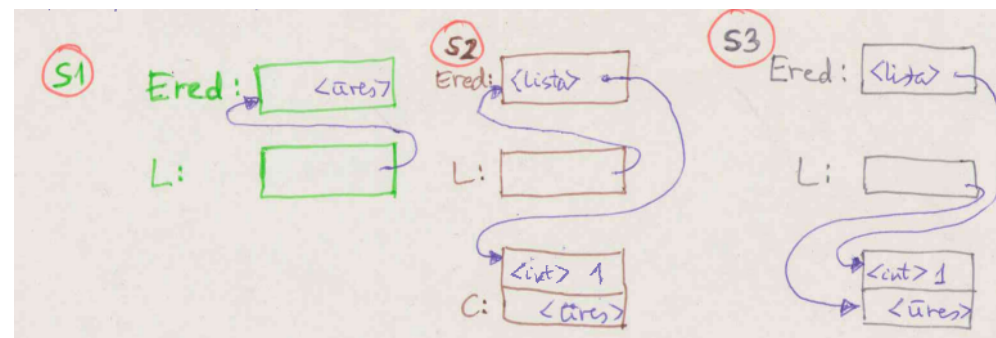 S1
Ered: <üres>
L:
S2
Ered: <lista>
L:
<int> 1
C: <üres>
S3
Ered: <lista>
L:
<int> 1
<üres>